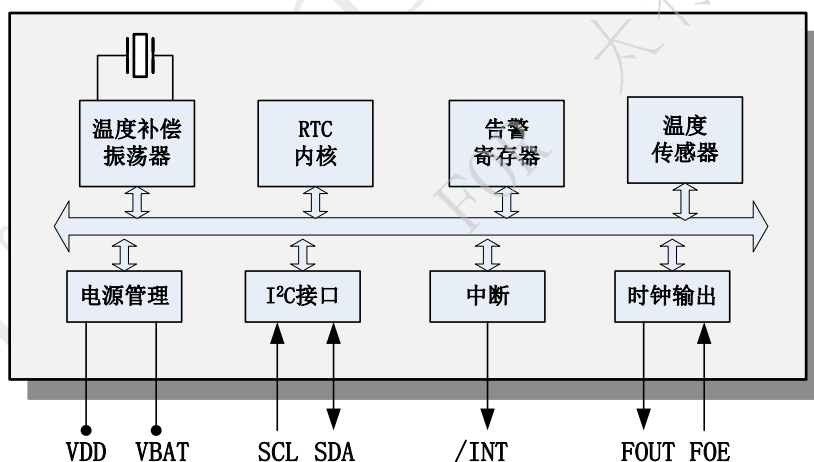 温度补偿
振荡器
RTC
内核
告警
寄存器
温度
传感器
电源管理
I²C接口
中断
时钟输出
VDD VBAT SCL SDA /INT FOUT FOE
FOR